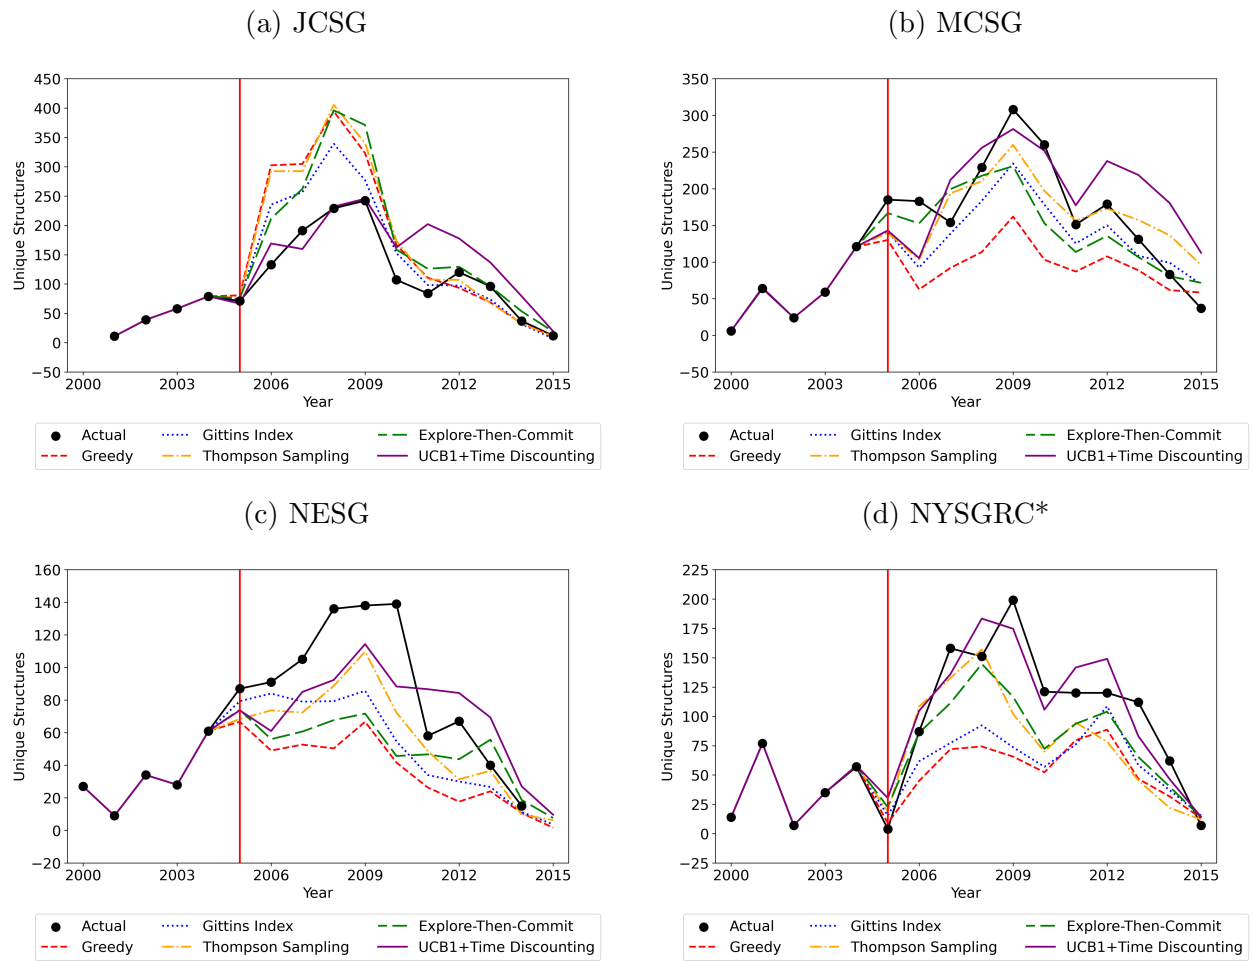 (a) JCSG
450
400
350
300
250
200
150
100
50
0
−50
Unique Structures
2000 2003 2006 2009 2012 2015
Year
Actual Gittins Index Explore-Then-Commit
Greedy Thompson Sampling UCB1+Time Discounting
(b) MCSG
350
300
250
200
150
100
50
0
−50
Unique Structures
2000 2003 2006 2009 2012 2015
Year
Actual Gittins Index Explore-Then-Commit
Greedy Thompson Sampling UCB1+Time Discounting
(c) NESG
160
140
120
100
80
60
40
20
0
−20
Unique Structures
2000 2003 2006 2009 2012 2015
Year
Actual Gittins Index Explore-Then-Commit
Greedy Thompson Sampling UCB1+Time Discounting
(d) NYSGRC*
225
200
175
150
125
100
75
50
25
0
−25
Unique Structures
2000 2003 2006 2009 2012 2015
Year
Actual Gittins Index Explore-Then-Commit
Greedy Thompson Sampling UCB1+Time Discounting